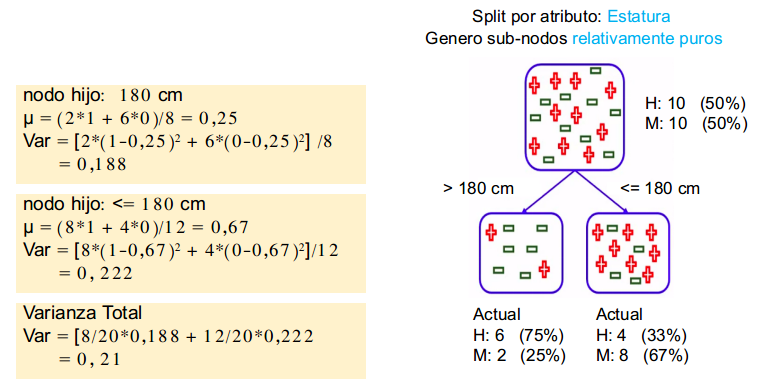 Split por atributo: Estatura
Genero sub-nodos relativamente puros
nodo hijo: 180 cm
µ = (2*1 + 6*0)/8 = 0,25
Var = [2*(1-0,25)² + 6*(0-0,25)²] /8
= 0,188
nodo hijo: <= 180 cm
µ = (8*1 + 4*0)/12 = 0,67
Var = [8*(1-0,67)² + 4*(0-0,67)²]/12
= 0, 222
Varianza Total
Var = [8/20*0,188 + 12/20*0,222
= 0, 21
H: 10 (50%)
M: 10 (50%)
> 180 cm
<= 180 cm
Actual
H: 6 (75%)
M: 2 (25%)
Actual
H: 4 (33%)
M: 8 (67%)